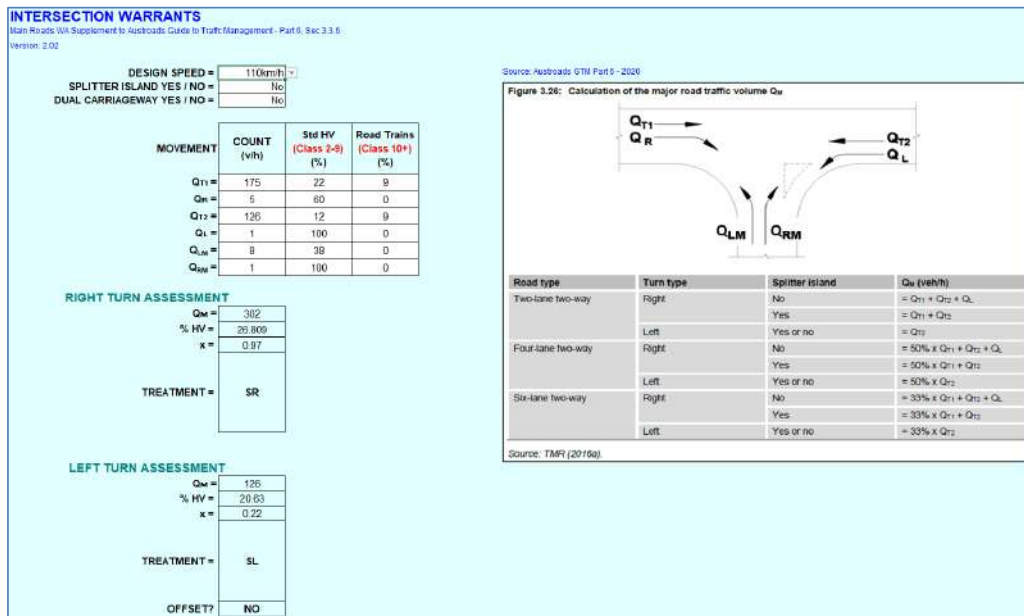 INTERSECTION WARRANTS
Main Roads WA Supplement to Austroads Guide to Traffic Management - Part 6, Sec 3.3.6
Version: 2.02
DESIGN SPEED = 110km/h
SPLITTER ISLAND YES / NO = No
DUAL CARRIAGEWAY YES / NO = No
MOVEMENT COUNT (v/h) Std HV (Class 2-9) (%) Road Trains (Class 10+) (%)
QT1 = 175 22 9
QR = 5 60 0
QT2 = 126 12 9
QL = 1 100 0
QLM = 8 38 0
QRM = 1 100 0
RIGHT TURN ASSESSMENT
QM = 302
% HV = 26.809
x = 0.97
TREATMENT = SR
LEFT TURN ASSESSMENT
QM = 126
% HV = 20.63
x = 0.22
TREATMENT = SL
OFFSET? NO
Source: Austroads GTM Part 6 - 2020
Figure 3.26: Calculation of the major road traffic volume QM
QT1
QR
QT2
QL
QLM QRM
Road type Turn type Splitter island QM (veh/h)
Two-lane two-way Right No = QT1 + QT2 + QL
Yes = QT1 + QT2
Left Yes or no = QT2
Four-lane two-way Right No = 50% x QT1 + QT2 + QL
Yes = 50% x QT1 + QT2
Left Yes or no = 50% x QT2
Six-lane two-way Right No = 33% x QT1 + QT2 + QL
Yes = 33% x QT1 + QT2
Left Yes or no = 33% x QT2
Source: TMR (2016a).